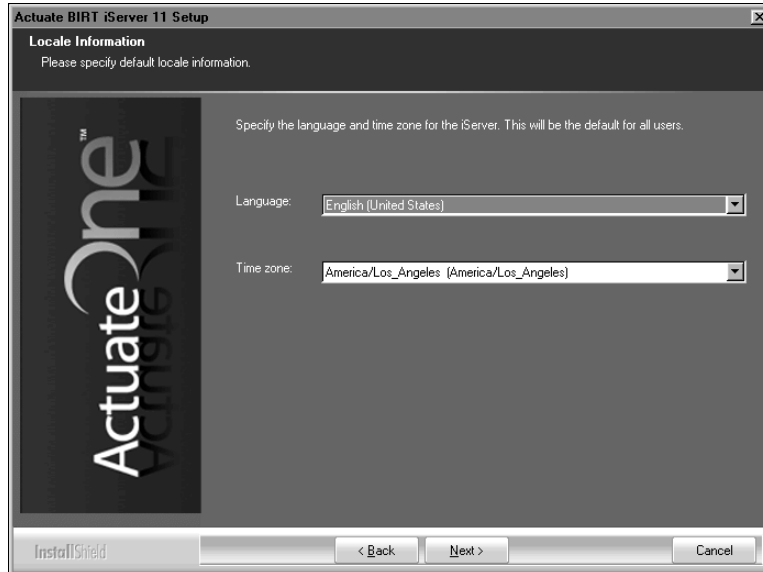 Actuate BIRT iServer 11 Setup
Locale Information
Please specify default locale information.
ActuateOne™
Specify the language and time zone for the iServer. This will be the default for all users.
Language:
English (United States)
Time zone:
America/Los_Angeles (America/Los_Angeles)
InstallShield
< Back
Next >
Cancel